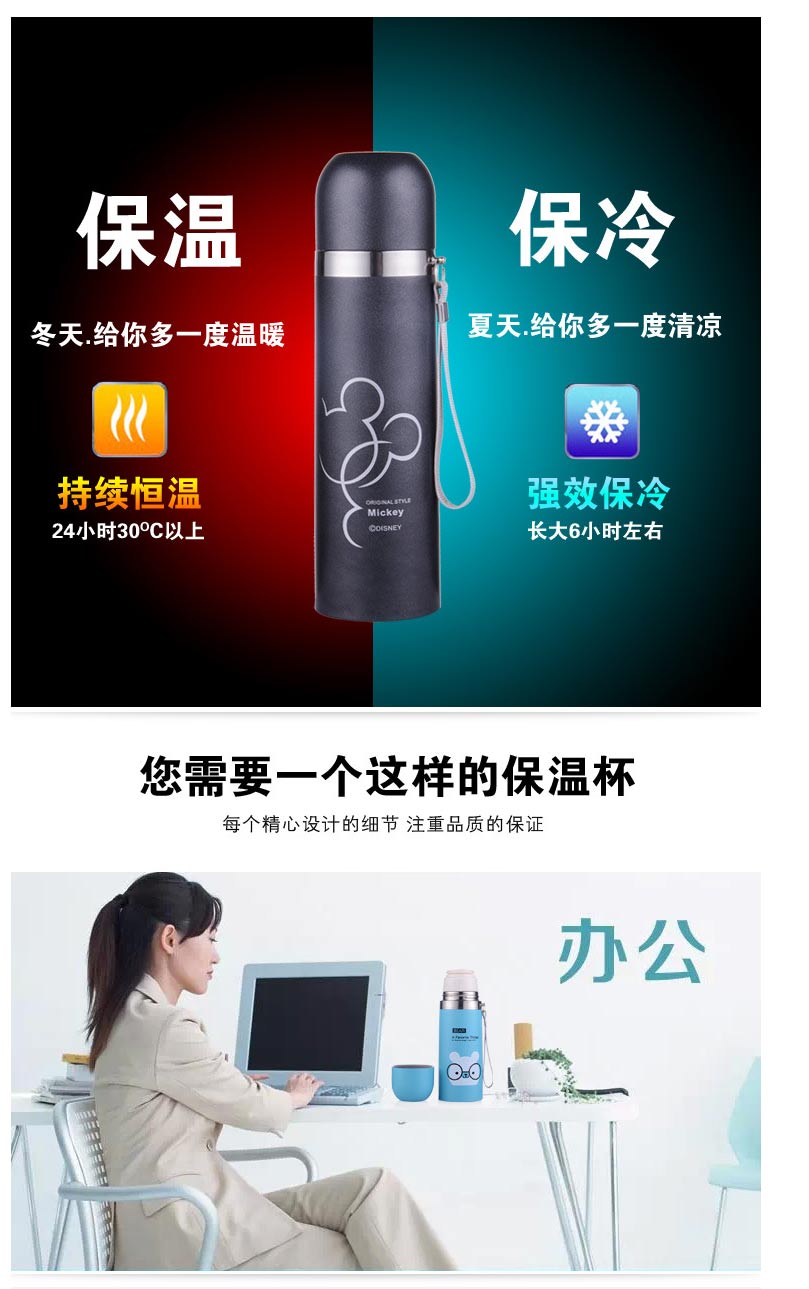 保温
冬天.给你多一度温暖
持续恒温
24小时30ºC以上
保冷
夏天.给你多一度清凉
强效保冷
长大6小时左右
ORIGINAL STYLE
Mickey
©DISNEY
您需要一个这样的保温杯
每个精心设计的细节 注重品质的保证
办公
BEAR